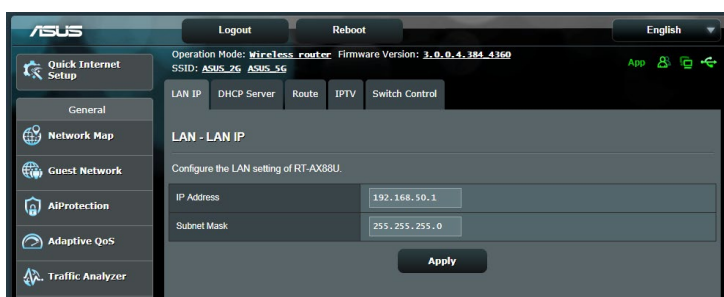 ASUS
Logout
Reboot
English
Quick Internet Setup
Operation Mode: Wireless router Firmware Version: 3.0.0.4.384_4360
SSID: ASUS_2G ASUS_5G
App
LAN IP DHCP Server Route IPTV Switch Control
General
Network Map
Guest Network
AiProtection
Adaptive QoS
Traffic Analyzer
LAN - LAN IP
Configure the LAN setting of RT-AX88U.
IP Address 192.168.50.1
Subnet Mask 255.255.255.0
Apply